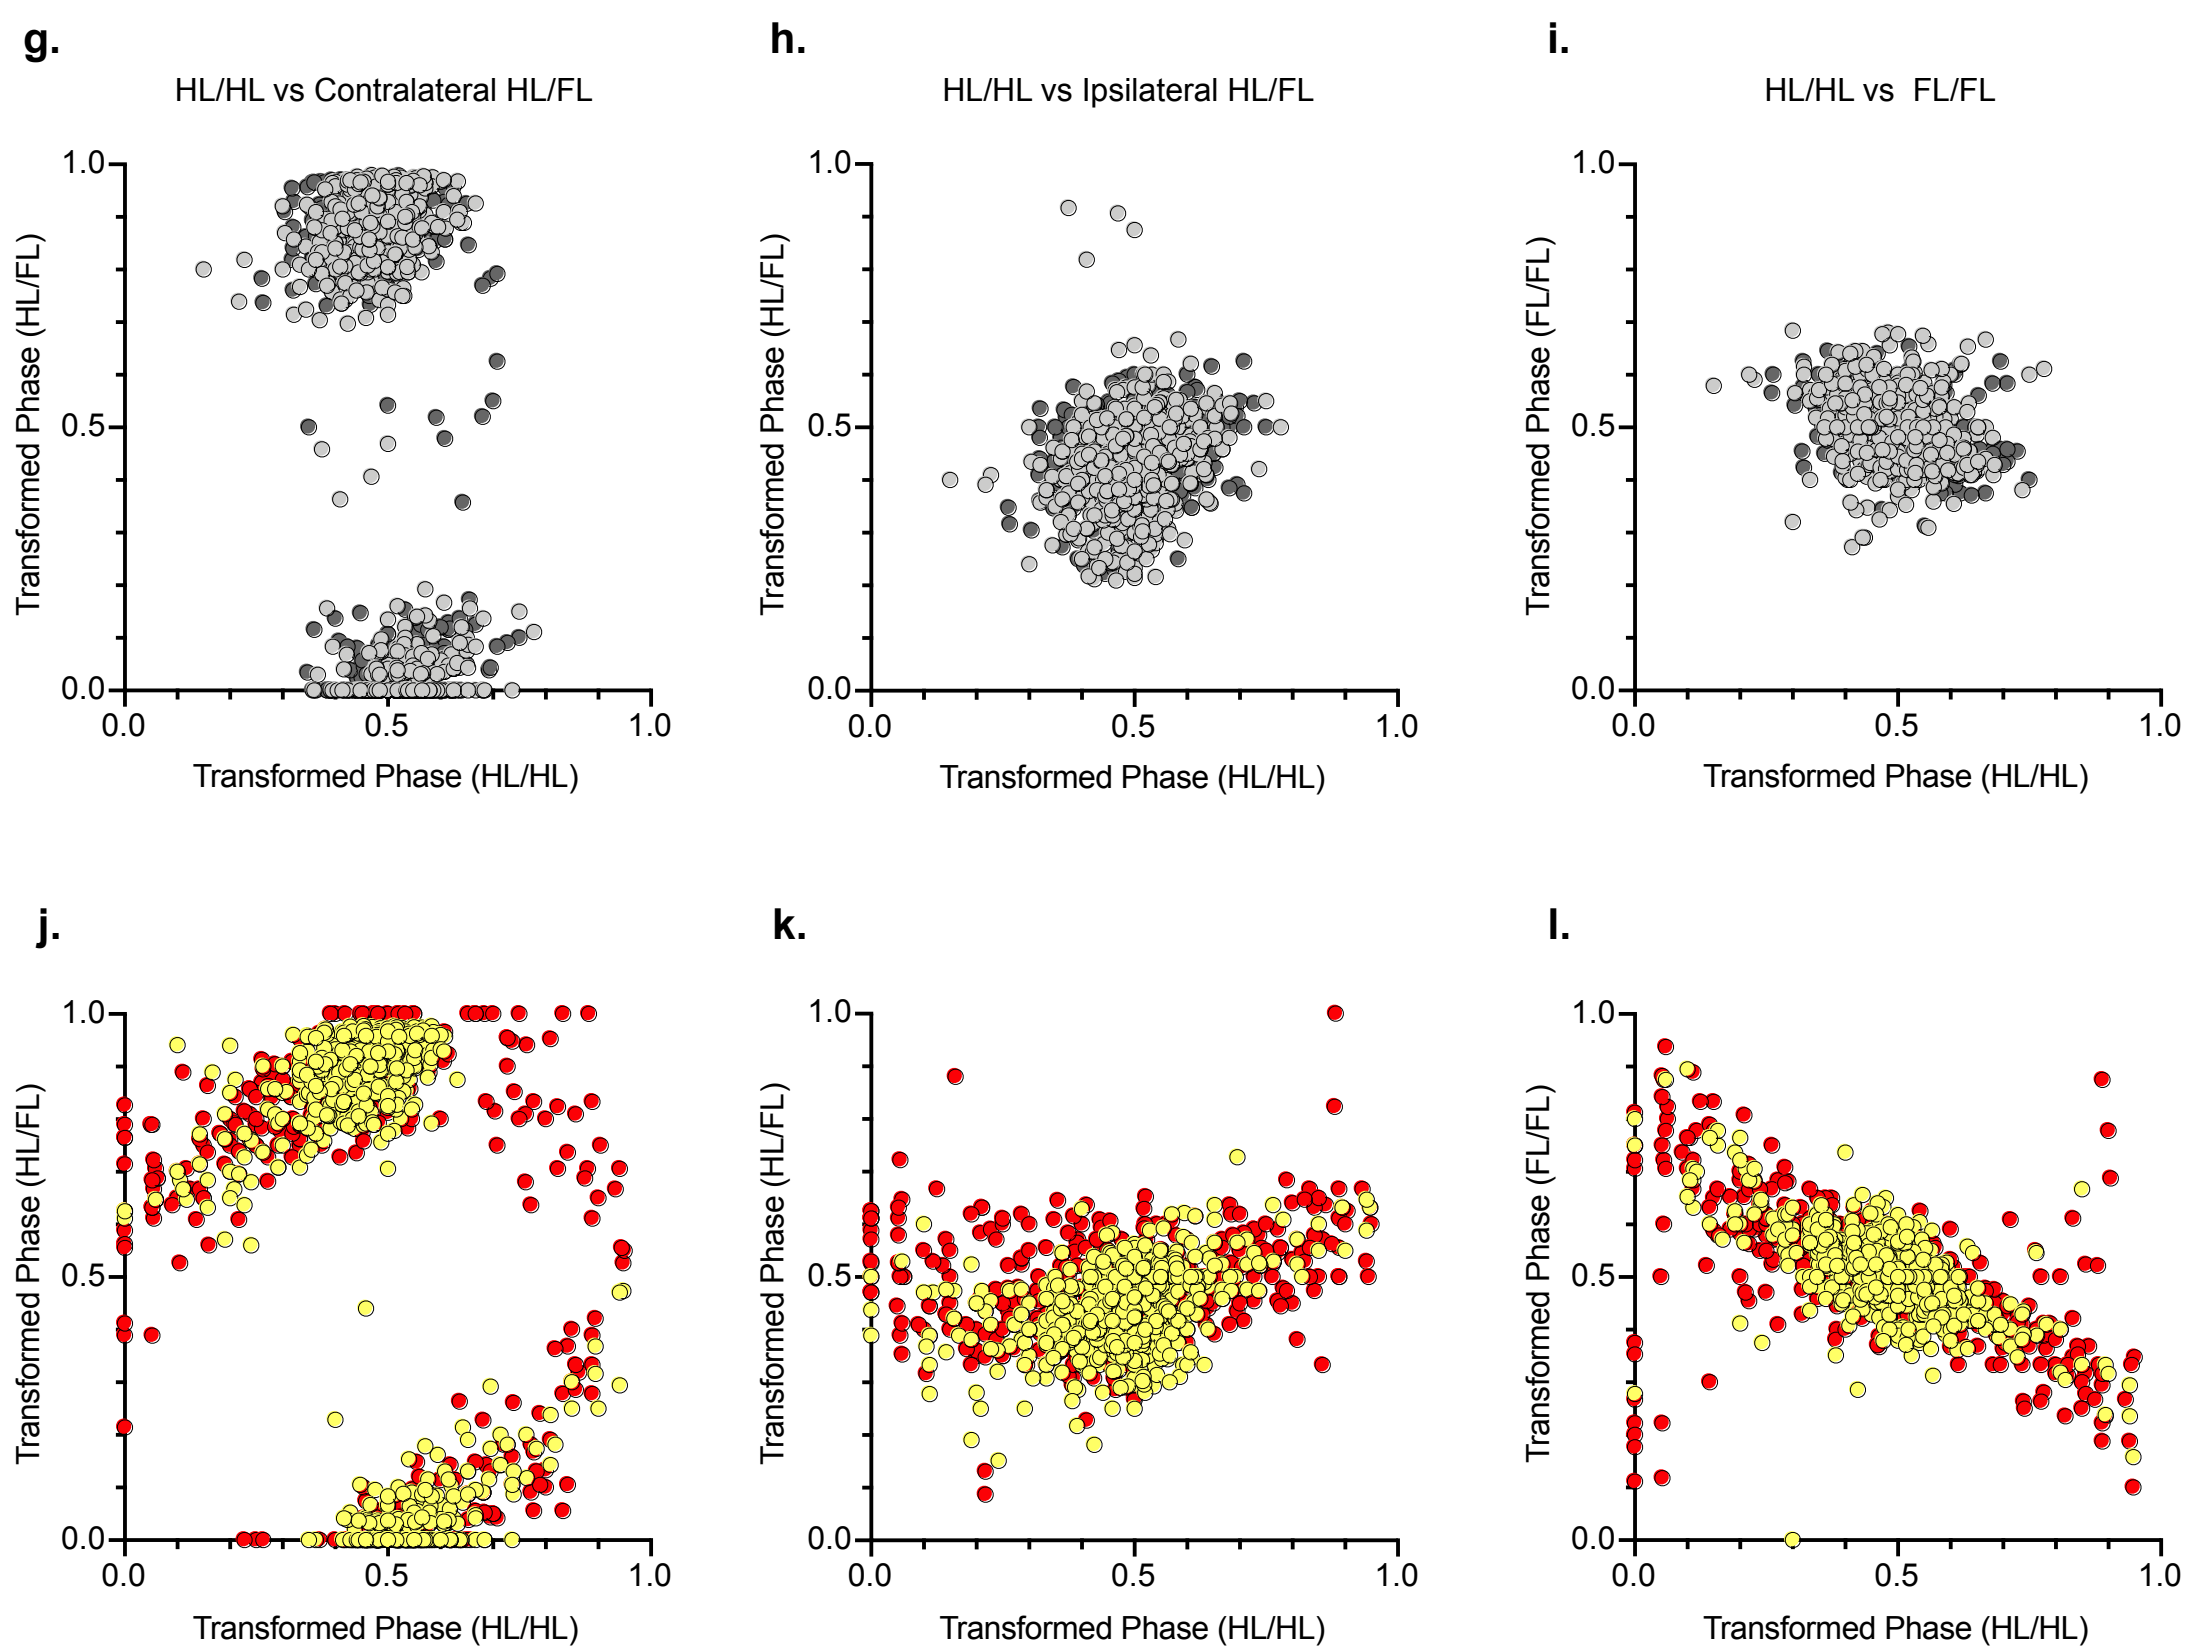 g.
HL/HL vs Contralateral HL/FL
Transformed Phase (HL/FL)
1.0
0.5
0.0
0.0 0.5 1.0
Transformed Phase (HL/HL)
h.
HL/HL vs Ipsilateral HL/FL
Transformed Phase (HL/FL)
1.0
0.5
0.0
0.0 0.5 1.0
Transformed Phase (HL/HL)
i.
HL/HL vs FL/FL
Transformed Phase (FL/FL)
1.0
0.5
0.0
0.0 0.5 1.0
Transformed Phase (HL/HL)
j.
Transformed Phase (HL/FL)
1.0
0.5
0.0
0.0 0.5 1.0
Transformed Phase (HL/HL)
k.
Transformed Phase (HL/FL)
1.0
0.5
0.0
0.0 0.5 1.0
Transformed Phase (HL/HL)
l.
Transformed Phase (FL/FL)
1.0
0.5
0.0
0.0 0.5 1.0
Transformed Phase (HL/HL)